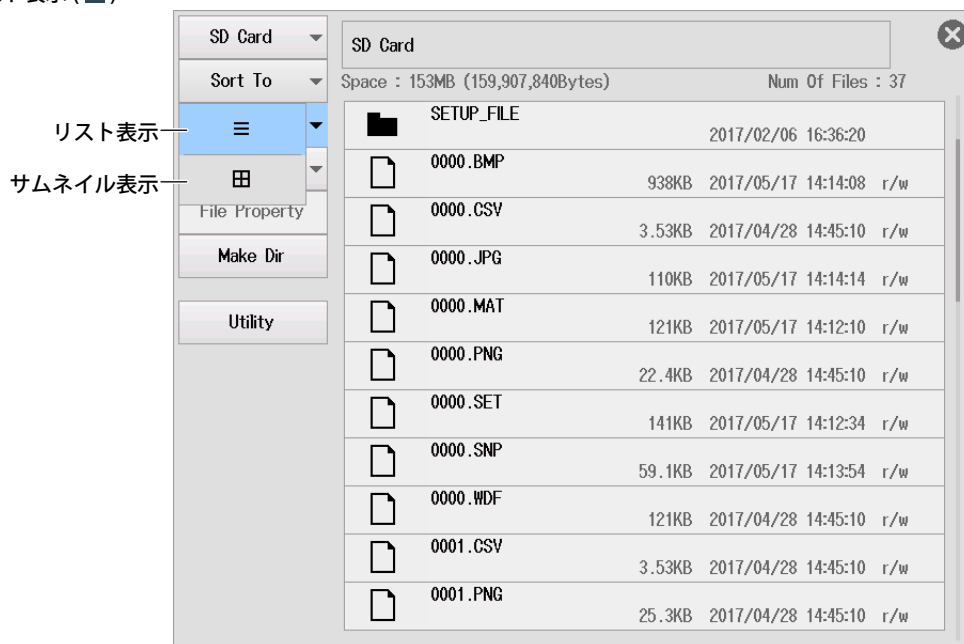 SD Card
SD Card
Sort To
Space : 153MB (159,907,840Bytes) Num Of Files : 37
リスト表示
サムネイル表示
File Property
Make Dir
Utility
SETUP_FILE
2017/02/06 16:36:20
0000.BMP
938KB 2017/05/17 14:14:08 r/w
0000.CSV
3.53KB 2017/04/28 14:45:10 r/w
0000.JPG
110KB 2017/05/17 14:14:14 r/w
0000.MAT
121KB 2017/05/17 14:12:10 r/w
0000.PNG
22.4KB 2017/04/28 14:45:10 r/w
0000.SET
141KB 2017/05/17 14:12:34 r/w
0000.SNP
59.1KB 2017/05/17 14:13:54 r/w
0000.WDF
121KB 2017/04/28 14:45:10 r/w
0001.CSV
3.53KB 2017/04/28 14:45:10 r/w
0001.PNG
25.3KB 2017/04/28 14:45:10 r/w